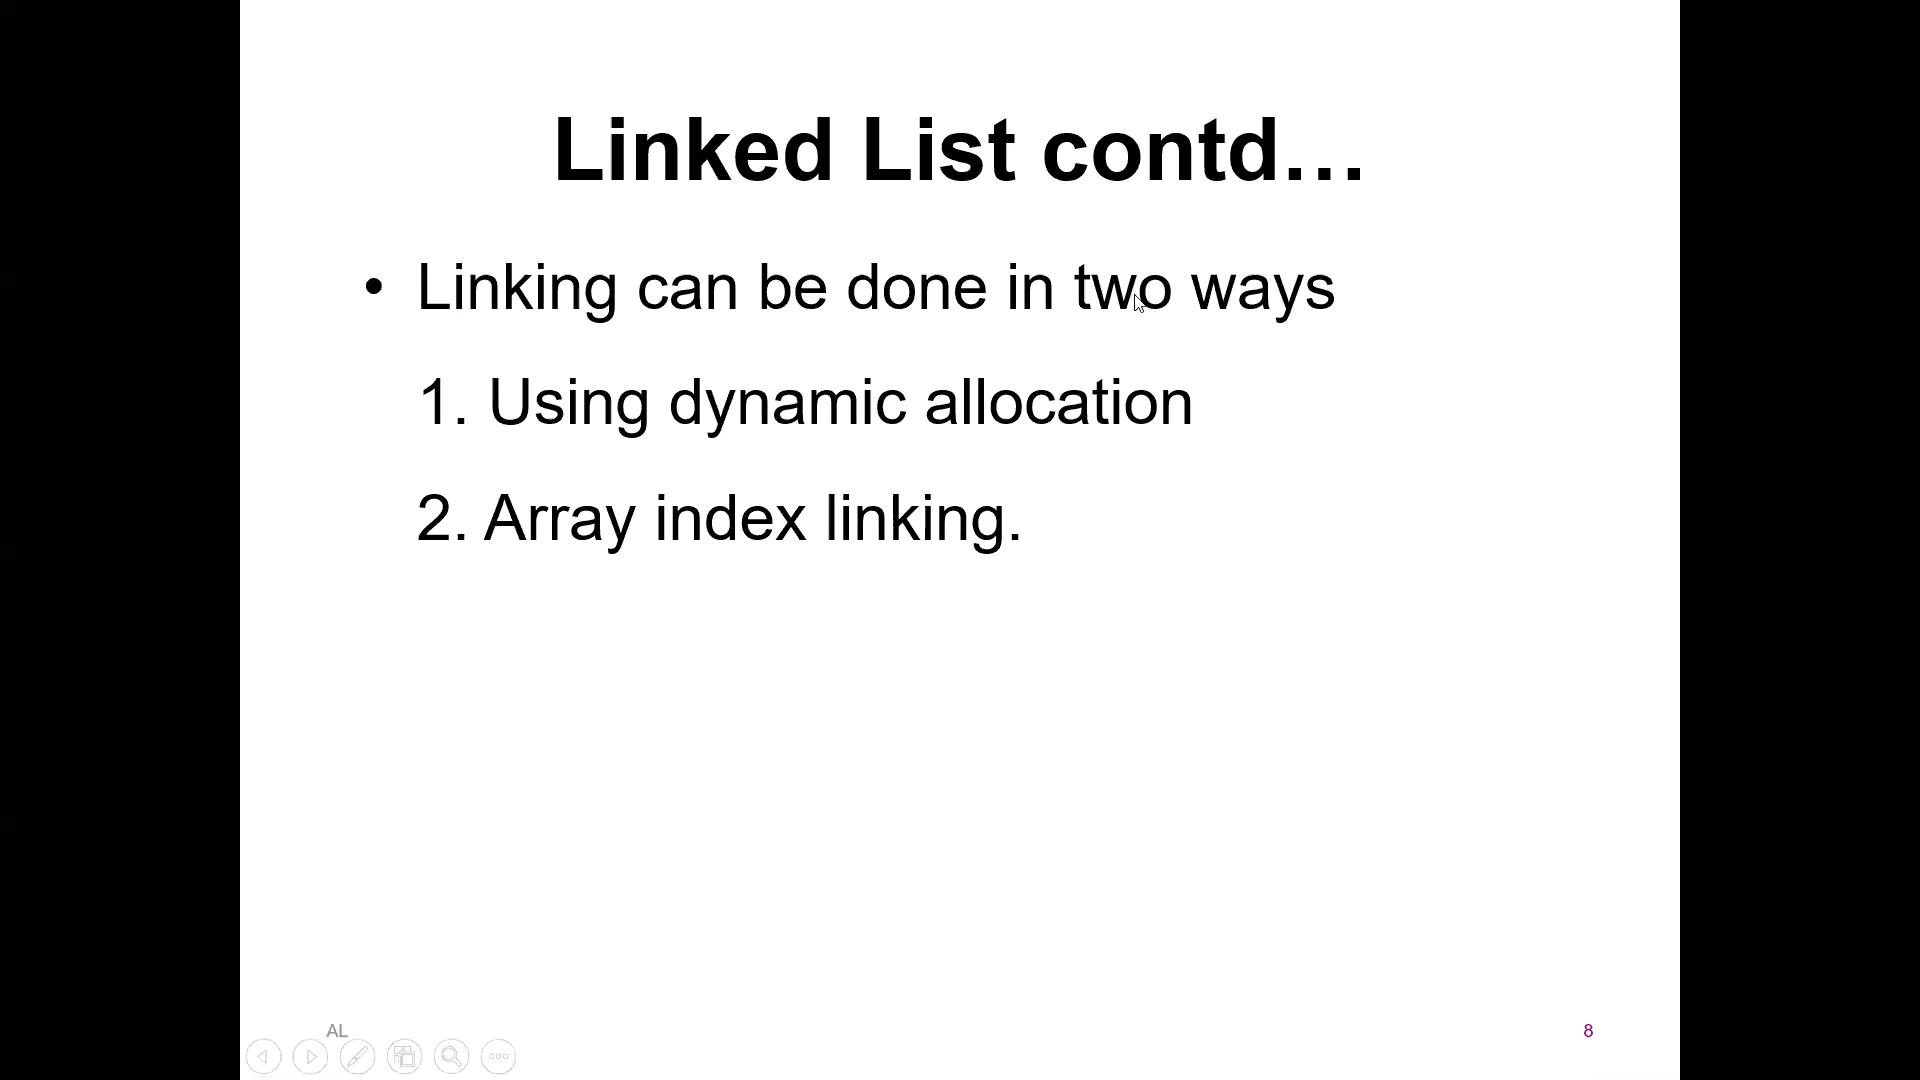 Linked List contd…
• Linking can be done in two ways
1. Using dynamic allocation
2. Array index linking.
AL
8